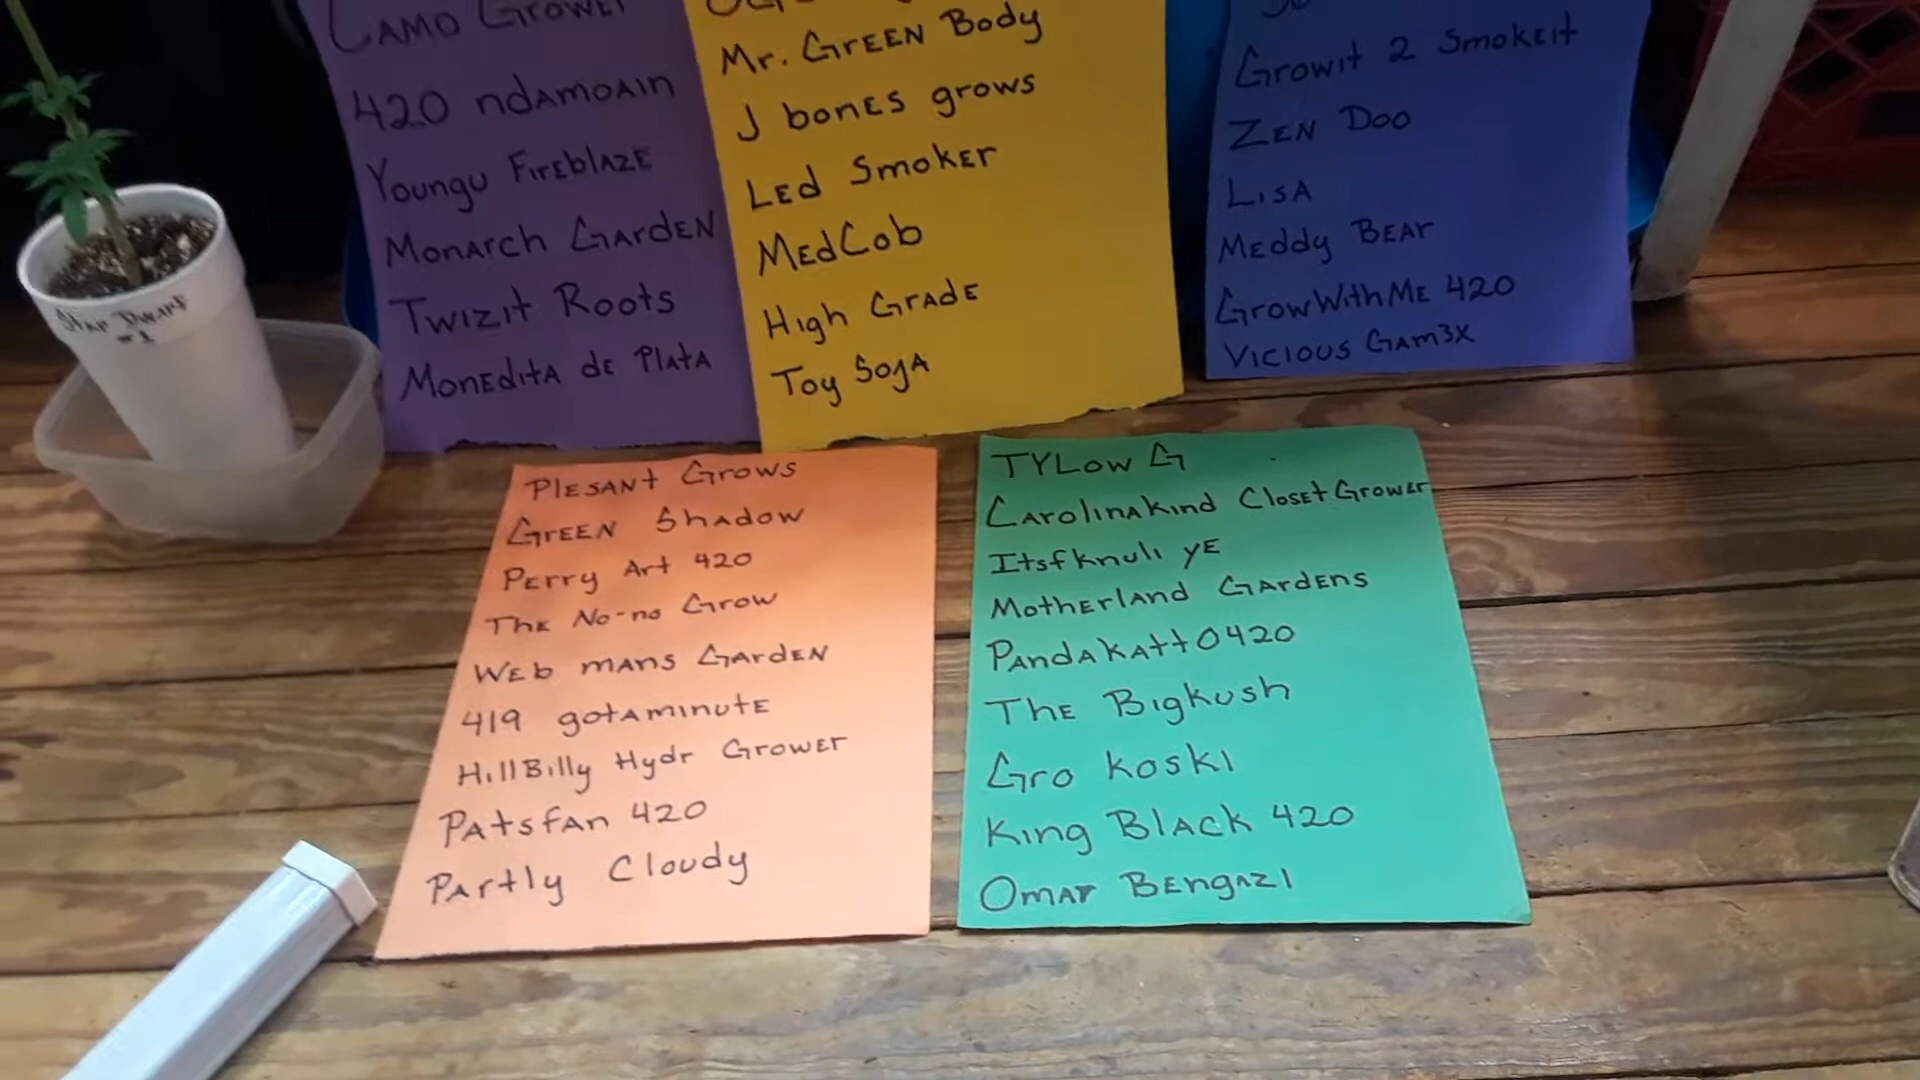 CAMO GROWER
420 ndAMOAIN
Youngu FIREblAZE
MONARCH GARDEN
TWIZIT ROOTS
MONEdITA dE PlATA
Mr. GREEN Body
J bonES grows
LEd SmoKER
MEdCob
High GRAdE
Toy SojA
GrowIt 2 SmokEIt
ZEN DOO
LISA
MEddy BEAr
GrowWithME 420
VICIOUS GAM3X
#1
PlESANt Grows
GrEEN ShAdow
PErry Art 420
ThE No-no Grow
WEb mANs GArdEN
419 gotAminutE
HillBilly Hydr GrowEr
PAtsfAn 420
PArtly Cloudy
TYLow G
CArolinAkind ClosEt GrowEr
Itsfknuli yE
MothErlAnd GArdEns
PAndAkAtt0420
ThE Bigkush
Gro koski
King BlAck 420
OmAr BEngAzi